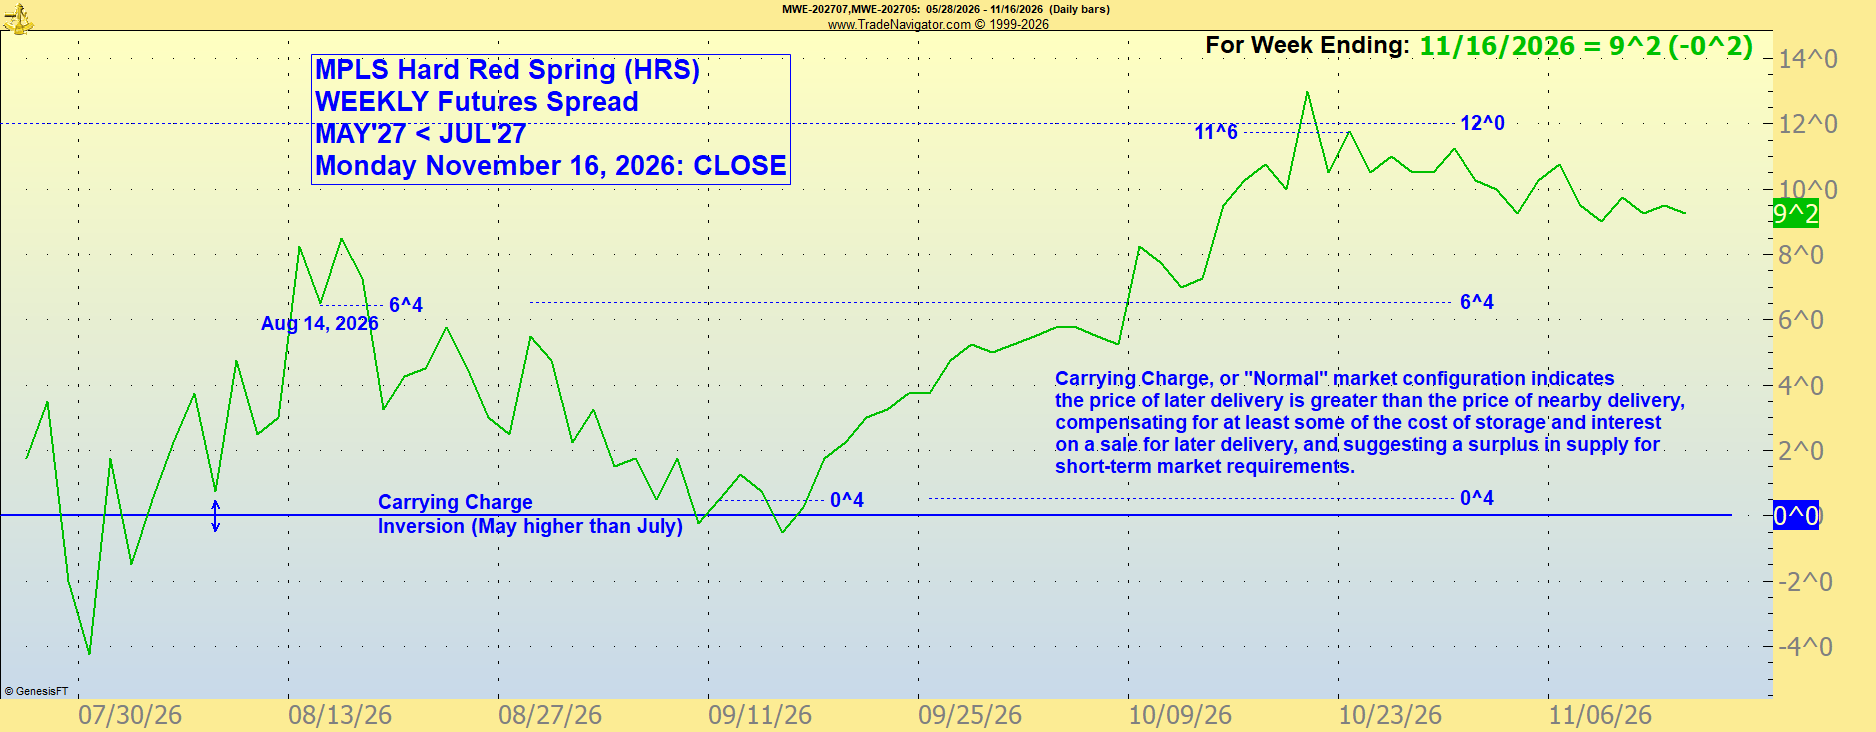 MWE-202707,MWE-202705:  05/28/2026 - 11/16/2026  (Daily bars)
www.TradeNavigator.com © 1999-2026
For Week Ending: 11/16/2026 = 9^2 (-0^2)
MPLS Hard Red Spring (HRS)
WEEKLY Futures Spread
MAY'27 < JUL'27
Monday November 16, 2026: CLOSE
14^0
12^0
10^0
9^2
8^0
6^0
4^0
2^0
0^0
-2^0
-4^0
11^6
12^0
6^4
Aug 14, 2026
6^4
Carrying Charge, or "Normal" market configuration indicates
the price of later delivery is greater than the price of nearby delivery,
compensating for at least some of the cost of storage and interest
on a sale for later delivery, and suggesting a surplus in supply for
short-term market requirements.
Carrying Charge
Inversion (May higher than July)
0^4
0^4
© GenesisFT
07/30/26
08/13/26
08/27/26
09/11/26
09/25/26
10/09/26
10/23/26
11/06/26